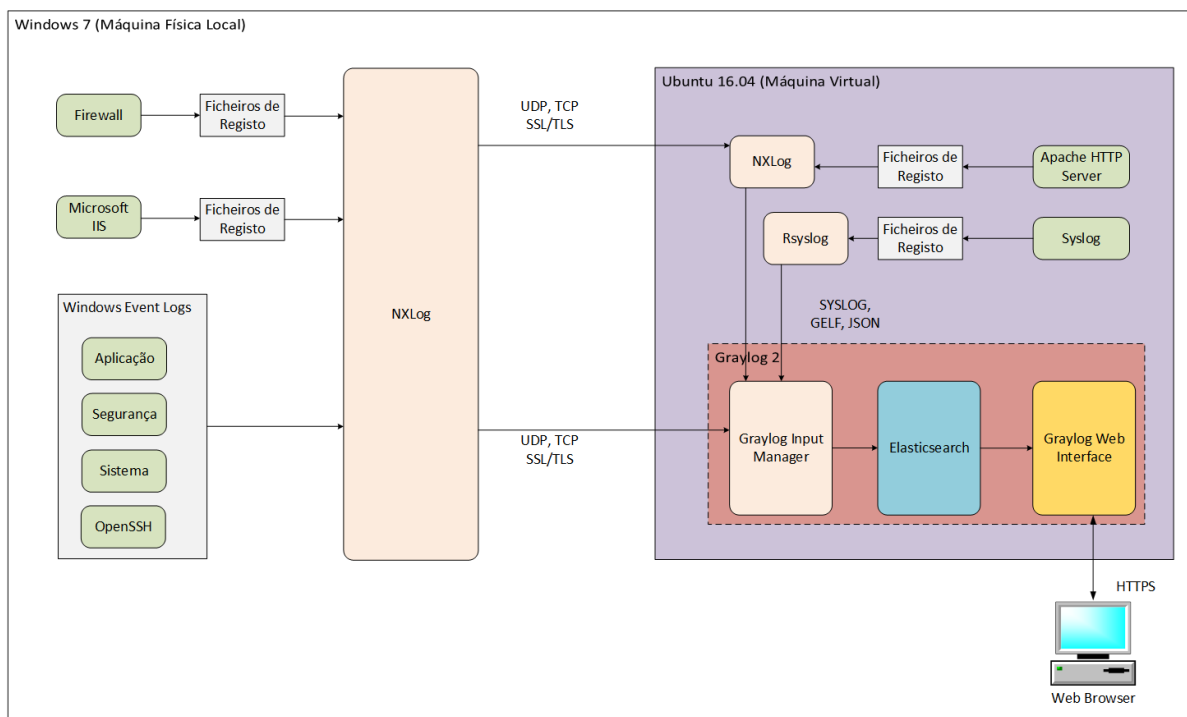 Windows 7 (Máquina Física Local)
Firewall
Ficheiros de
Registo
Microsoft
IIS
Ficheiros de
Registo
Windows Event Logs
Aplicação
Segurança
Sistema
OpenSSH
NXLog
UDP, TCP
SSL/TLS
UDP, TCP
SSL/TLS
Ubuntu 16.04 (Máquina Virtual)
NXLog
Ficheiros de
Registo
Apache HTTP
Server
Rsyslog
Ficheiros de
Registo
Syslog
SYSLOG,
GELF, JSON
Graylog 2
Graylog Input
Manager
Elasticsearch
Graylog Web
Interface
HTTPS
Web Browser